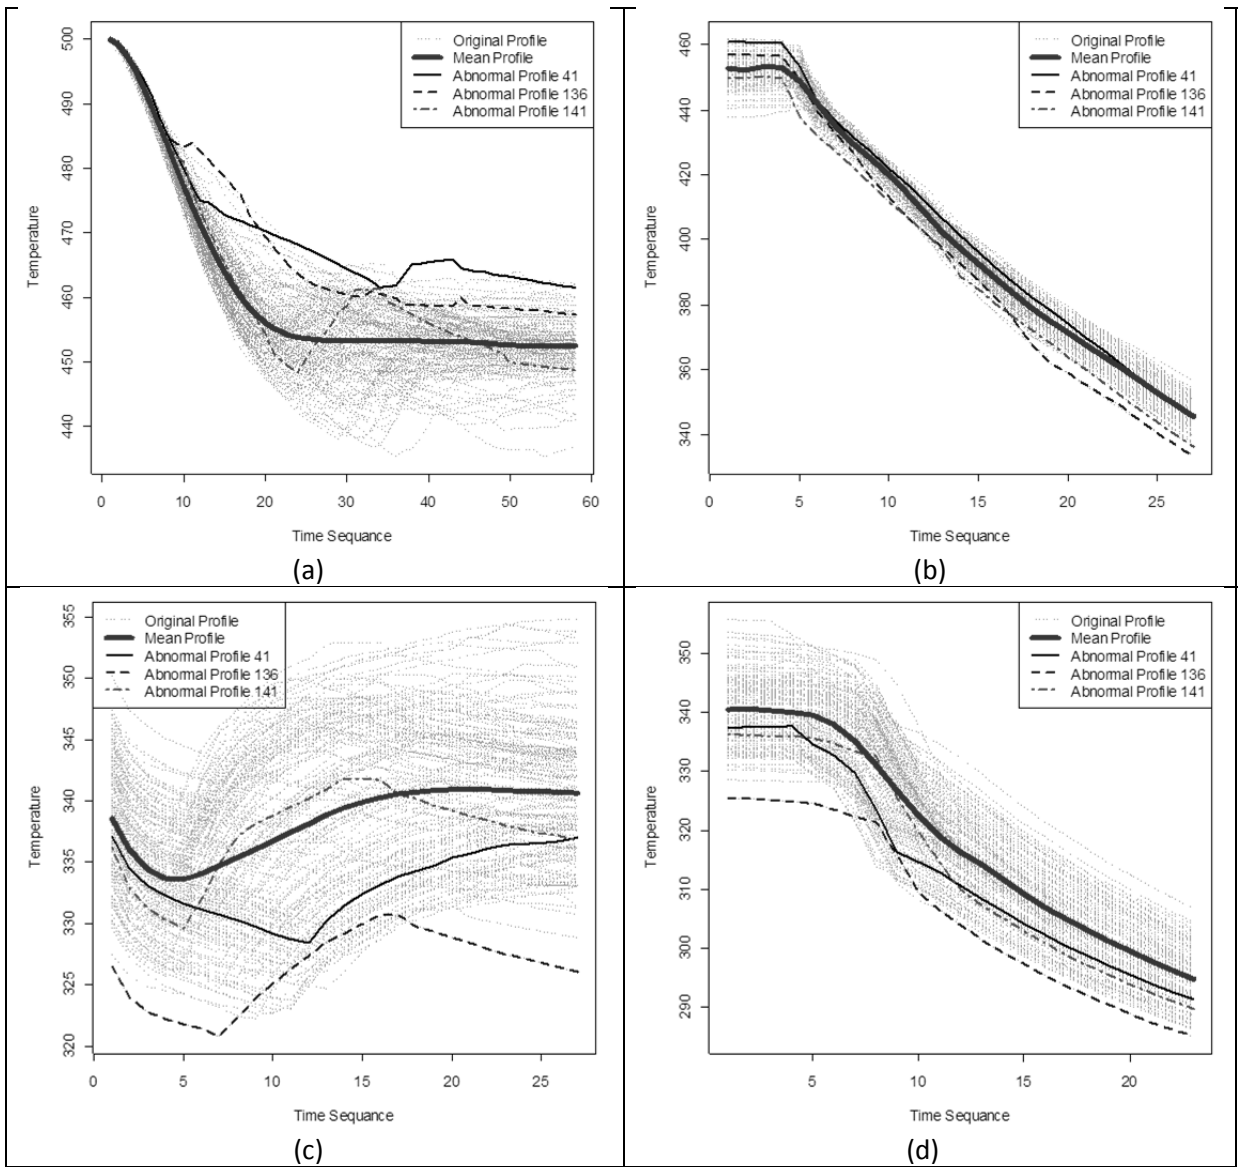 Original Profile
Mean Profile
Abnormal Profile 41
Abnormal Profile 136
Abnormal Profile 141
500
490
480
470
460
450
440
Temperature
0 10 20 30 40 50 60
Time Sequance
(a)
Original Profile
Mean Profile
Abnormal Profile 41
Abnormal Profile 136
Abnormal Profile 141
460
440
420
400
380
360
340
Temperature
0 5 10 15 20 25
Time Sequance
(b)
Original Profile
Mean Profile
Abnormal Profile 41
Abnormal Profile 136
Abnormal Profile 141
355
350
345
340
335
330
325
320
Temperature
0 5 10 15 20 25
Time Sequance
(c)
Original Profile
Mean Profile
Abnormal Profile 41
Abnormal Profile 136
Abnormal Profile 141
350
340
330
320
310
300
290
Temperature
5 10 15 20
Time Sequance
(d)